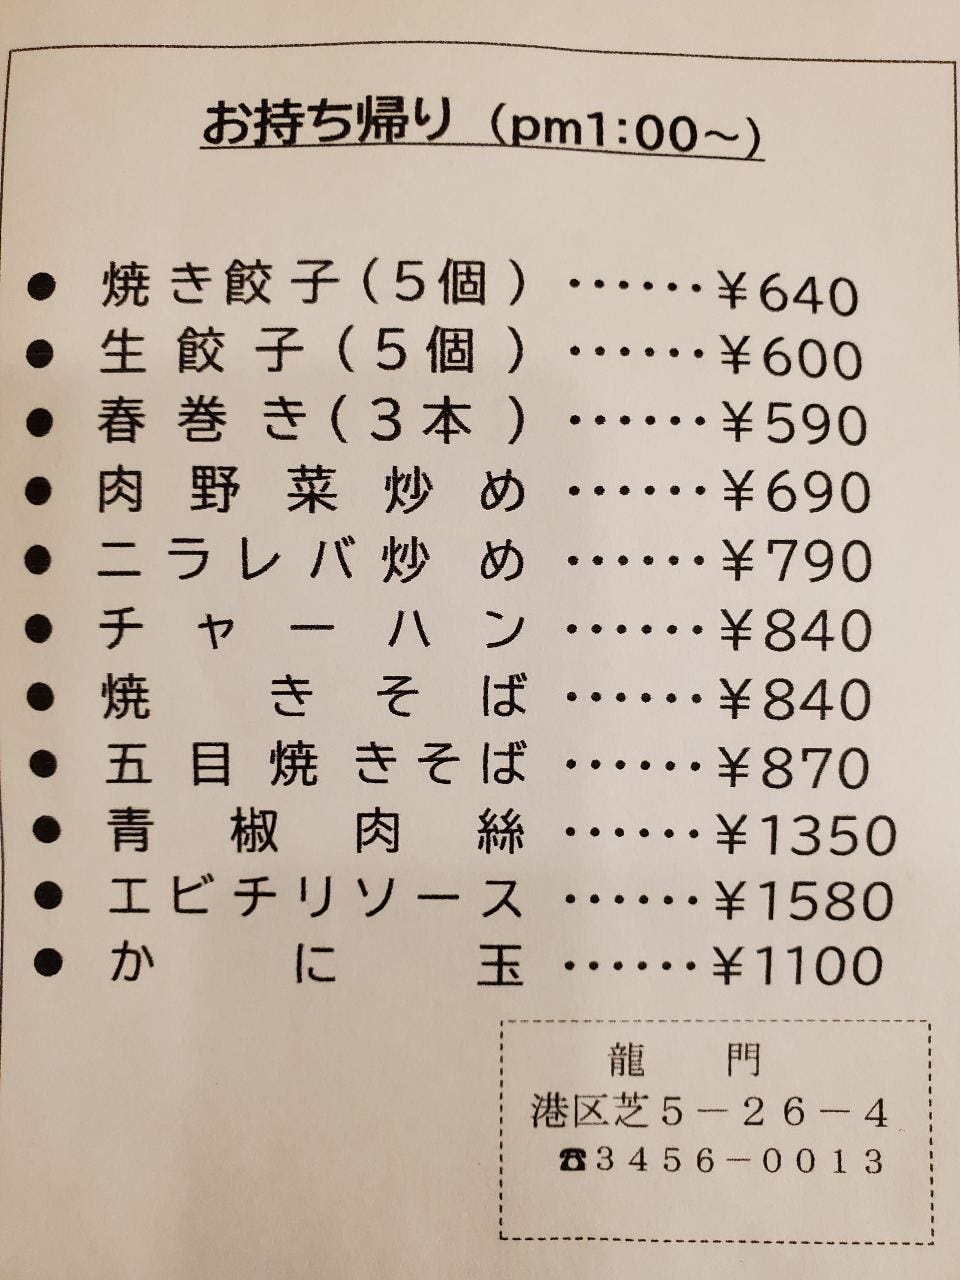 お持ち帰り (pm1:00~)
● 焼き餃子(5個) ・・・・・・¥640
● 生餃子(5個) ・・・・・・¥600
● 春巻き(3本) ・・・・・・¥590
● 肉野菜炒め ・・・・・・¥690
● ニラレバ炒め ・・・・・・¥790
● チャーハン ・・・・・・¥840
● 焼きそば ・・・・・・¥840
● 五目焼きそば ・・・・・・¥870
● 青椒肉絲 ・・・・・・¥1350
● エビチリソース ・・・・・・¥1580
● かに玉 ・・・・・・¥1100
龍 門
港区芝5-26-4
☎3456-0013